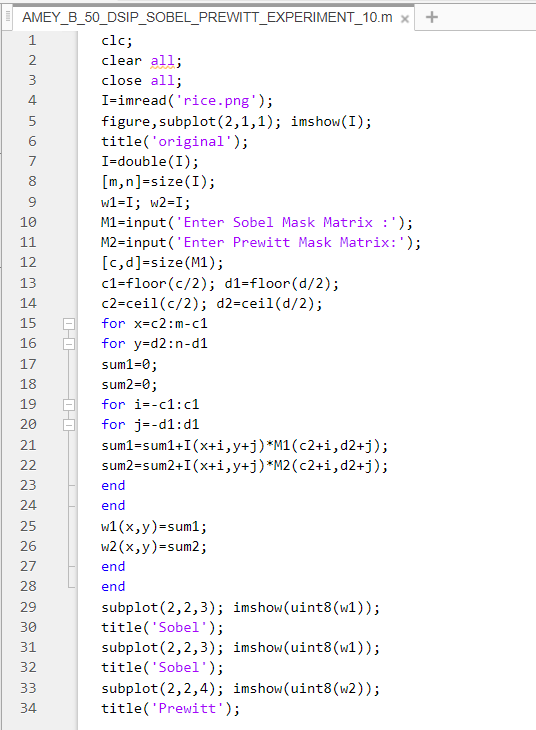 AMEY_B_50_DSIP_SOBEL_PREWITT_EXPERIMENT_10.m × +
1 clc;
2 clear all;
3 close all;
4 I=imread('rice.png');
5 figure,subplot(2,1,1); imshow(I);
6 title('original');
7 I=double(I);
8 [m,n]=size(I);
9 w1=I; w2=I;
10 M1=input('Enter Sobel Mask Matrix :');
11 M2=input('Enter Prewitt Mask Matrix:');
12 [c,d]=size(M1);
13 c1=floor(c/2); d1=floor(d/2);
14 c2=ceil(c/2); d2=ceil(d/2);
15 for x=c2:m-c1
16 for y=d2:n-d1
17 sum1=0;
18 sum2=0;
19 for i=-c1:c1
20 for j=-d1:d1
21 sum1=sum1+I(x+i,y+j)*M1(c2+i,d2+j);
22 sum2=sum2+I(x+i,y+j)*M2(c2+i,d2+j);
23 end
24 end
25 w1(x,y)=sum1;
26 w2(x,y)=sum2;
27 end
28 end
29 subplot(2,2,3); imshow(uint8(w1));
30 title('Sobel');
31 subplot(2,2,3); imshow(uint8(w1));
32 title('Sobel');
33 subplot(2,2,4); imshow(uint8(w2));
34 title('Prewitt');